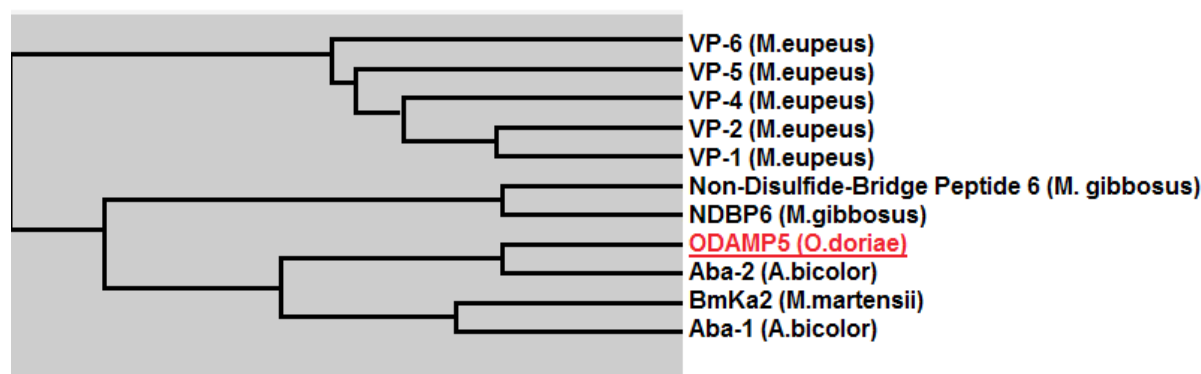 VP-6 (M.eupeus)
VP-5 (M.eupeus)
VP-4 (M.eupeus)
VP-2 (M.eupeus)
VP-1 (M.eupeus)
Non-Disulfide-Bridge Peptide 6 (M. gibbosus)
NDBP6 (M.gibbosus)
ODAMP5 (O.doriae)
Aba-2 (A.bicolor)
BmKa2 (M.martensii)
Aba-1 (A.bicolor)